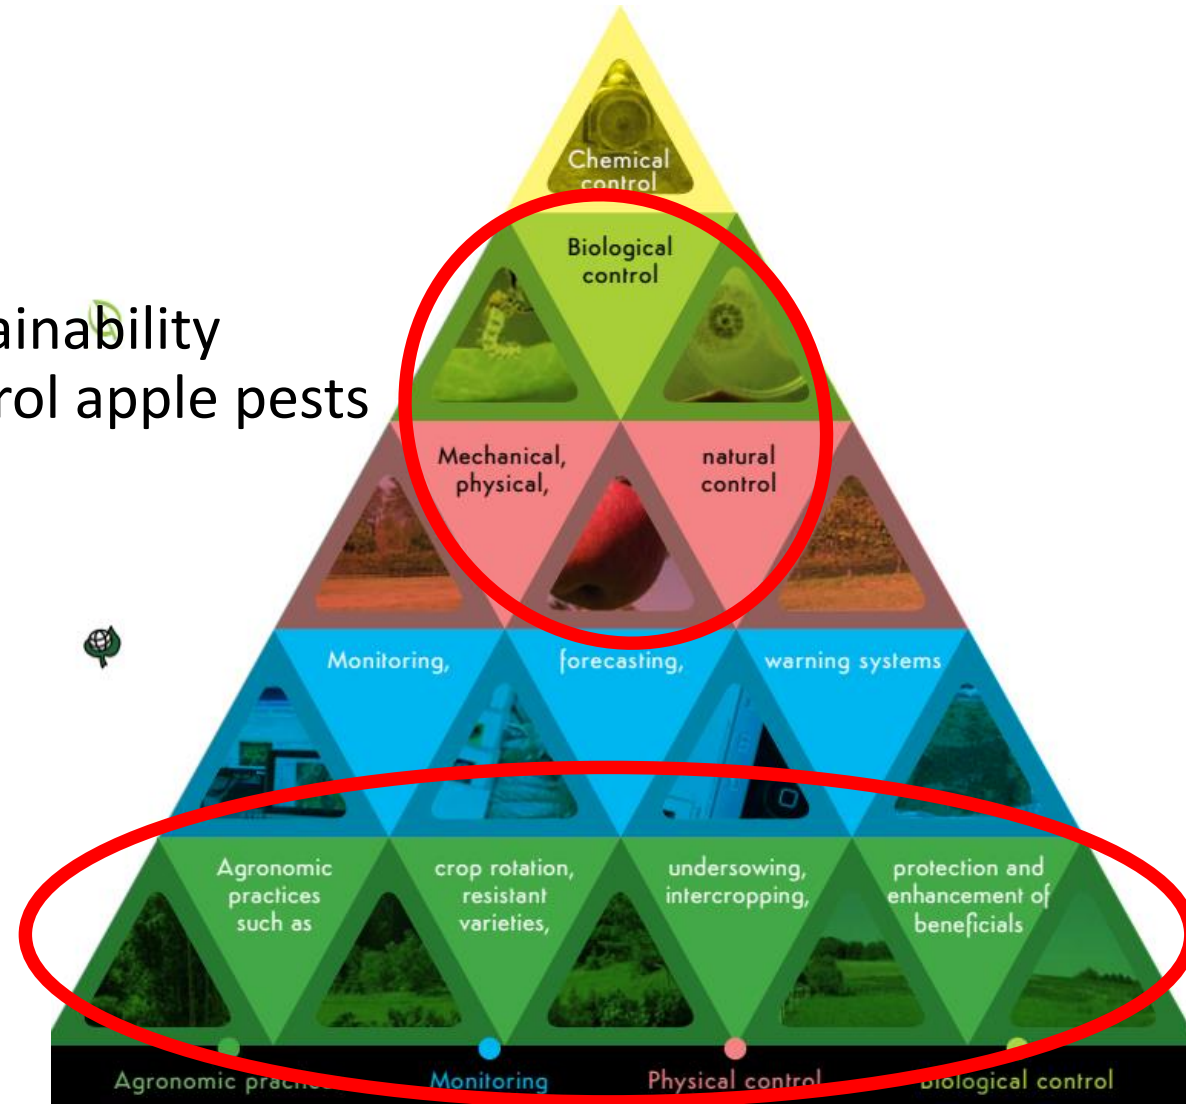 Chemical
control
Biological
control
ainability
rol apple pests
Mechanical,
physical,
natural
control
Monitoring,
forecasting,
warning systems
Agronomic
practices
such as
crop rotation,
resistant
varieties,
undersowing,
intercropping,
protection and
enhancement of
beneficials
Agronomic practices
Monitoring
Physical control
Biological control